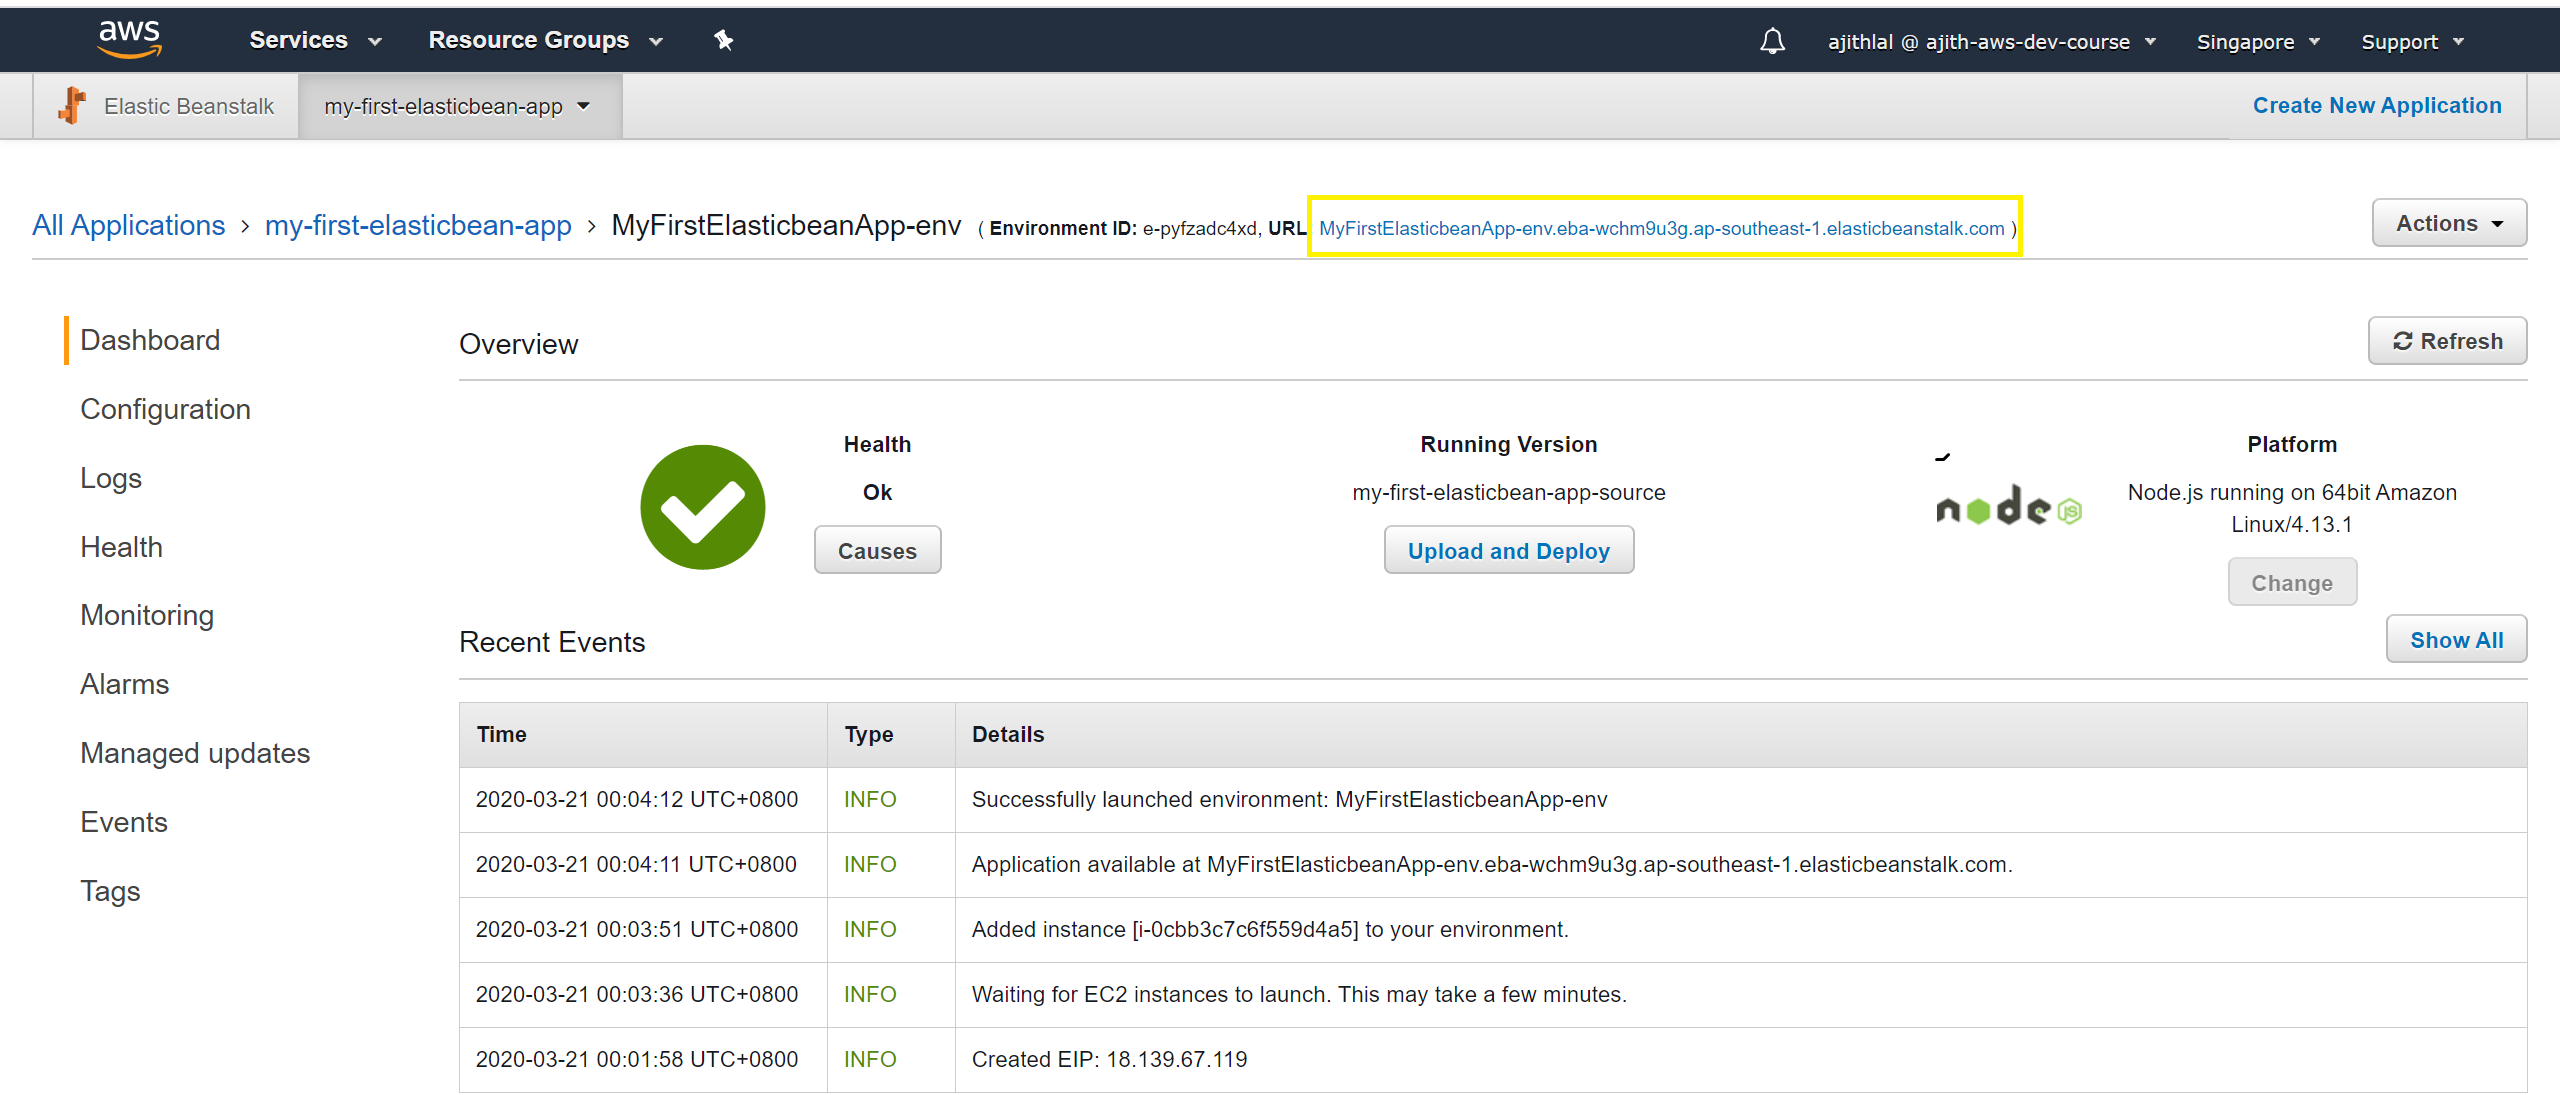 aws Services Resource Groups ajithlal @ ajith-aws-dev-course Singapore Support
Elastic Beanstalk my-first-elasticbean-app Create New Application
All Applications › my-first-elasticbean-app › MyFirstElasticbeanApp-env ( Environment ID: e-pyfzadc4xd, URL MyFirstElasticbeanApp-env.eba-wchm9u3g.ap-southeast-1.elasticbeanstalk.com ) Actions
Dashboard
Configuration
Logs
Health
Monitoring
Alarms
Managed updates
Events
Tags
Overview Refresh
Health
Ok
Causes
Running Version
my-first-elasticbean-app-source
Upload and Deploy
node JS
Platform
Node.js running on 64bit Amazon
Linux/4.13.1
Change
Recent Events Show All
Time Type Details
2020-03-21 00:04:12 UTC+0800 INFO Successfully launched environment: MyFirstElasticbeanApp-env
2020-03-21 00:04:11 UTC+0800 INFO Application available at MyFirstElasticbeanApp-env.eba-wchm9u3g.ap-southeast-1.elasticbeanstalk.com.
2020-03-21 00:03:51 UTC+0800 INFO Added instance [i-0cbb3c7c6f559d4a5] to your environment.
2020-03-21 00:03:36 UTC+0800 INFO Waiting for EC2 instances to launch. This may take a few minutes.
2020-03-21 00:01:58 UTC+0800 INFO Created EIP: 18.139.67.119